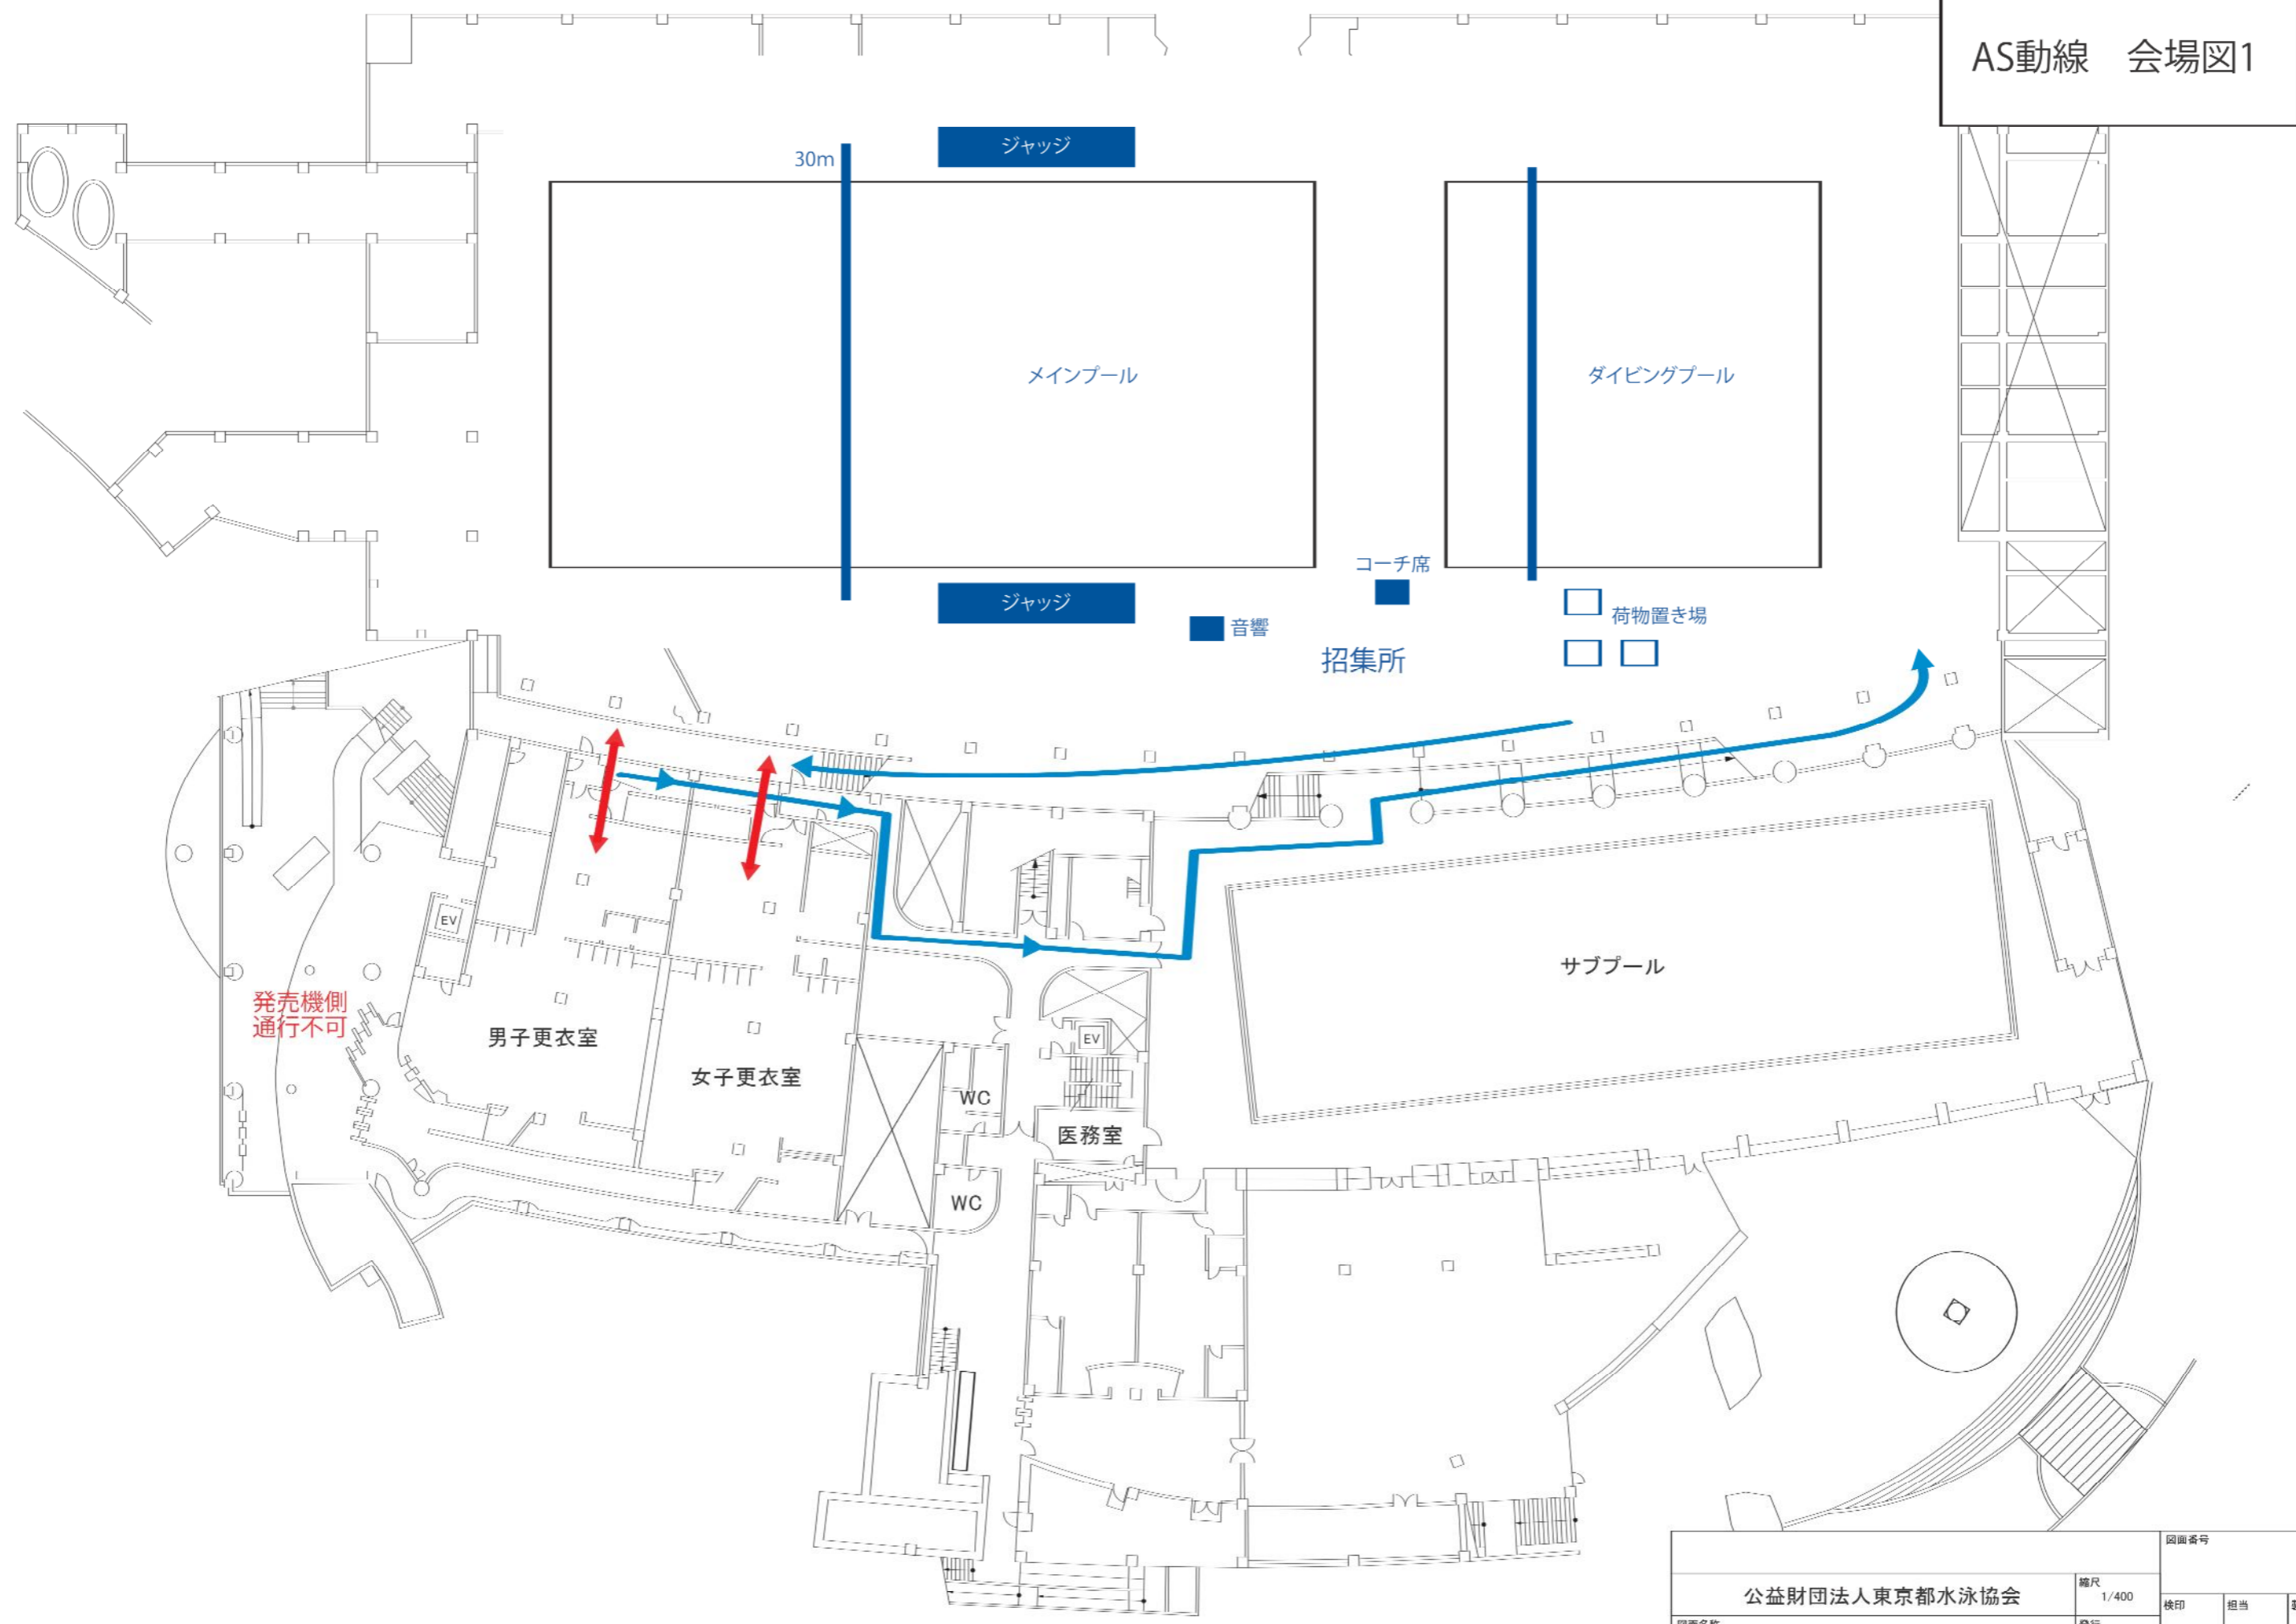 AS動線　会場図1
ジャッジ
30m
メインプール
ダイビングプール
コーチ席
ジャッジ
荷物置き場
音響
招集所
EV
サブプール
発売機側
通行不可
男子更衣室
EV
女子更衣室
WC
医務室
WC
図面番号
公益財団法人東京都水泳協会
縮尺
1/400
検印
担当